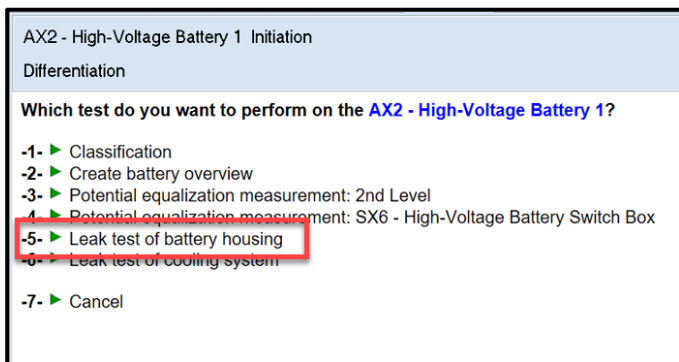 AX2 - High-Voltage Battery 1 Initiation
Differentiation
Which test do you want to perform on the AX2 - High-Voltage Battery 1?
-1- Classification
-2- Create battery overview
-3- Potential equalization measurement: 2nd Level
-4- Potential equalization measurement: SX6 - High-Voltage Battery Switch Box
-5- Leak test of battery housing
-6- Leak test of cooling system
-7- Cancel